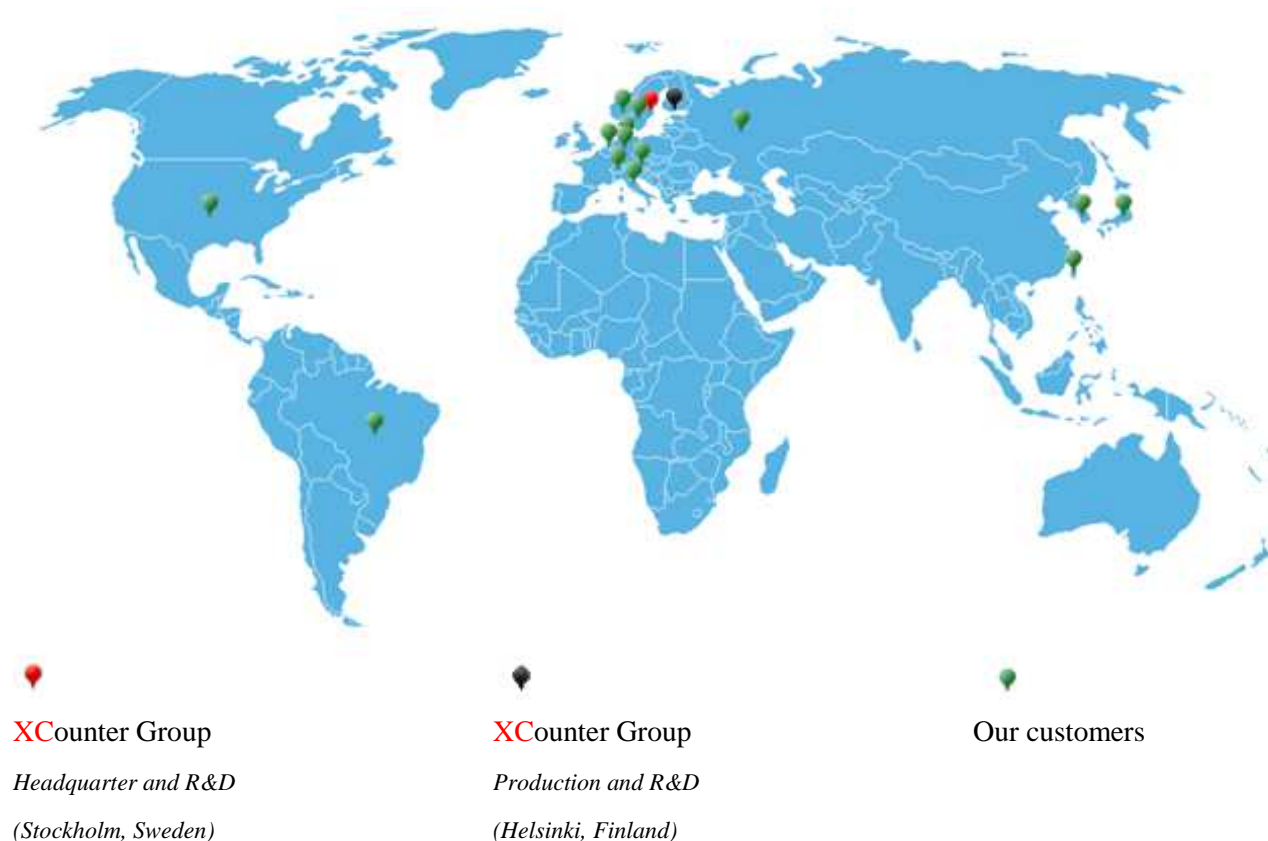 XCounter Group
Headquarter and R&D
(Stockholm, Sweden)
XCounter Group
Production and R&D
(Helsinki, Finland)
Our customers